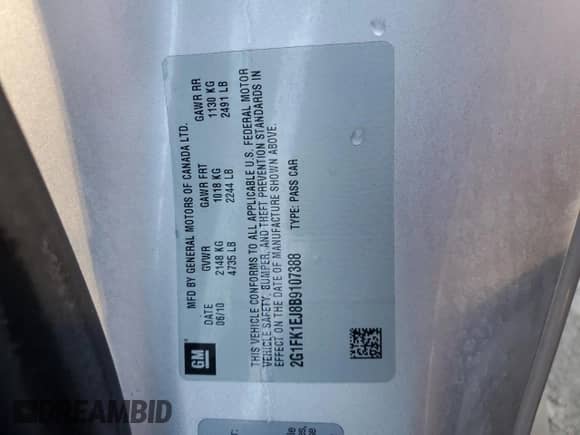 MFD BY GENERAL MOTORS OF CANADA LTD.
DATE GVWR GAWR FRT GAWR RR
06/10 2148 KG 1018 KG 1130 KG
4735 LB 2244 LB 2491 LB
THIS VEHICLE CONFORMS TO ALL APPLICABLE U.S. FEDERAL MOTOR
VEHICLE SAFETY, BUMPER, AND THEFT PREVENTION STANDARDS IN
EFFECT ON THE DATE OF MANUFACTURE SHOWN ABOVE.
2G1FK1EJ8B9107388 TYPE: PASS CAR
GM
DREAMBID